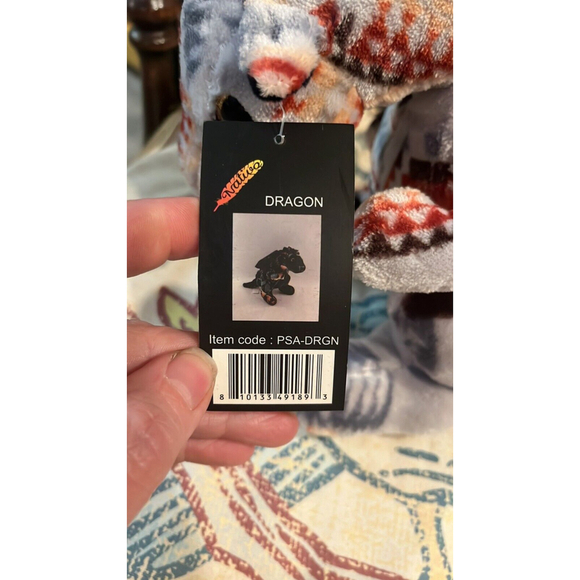 Nativo
DRAGON
Item code : PSA-DRGN
8 10133 49189 3